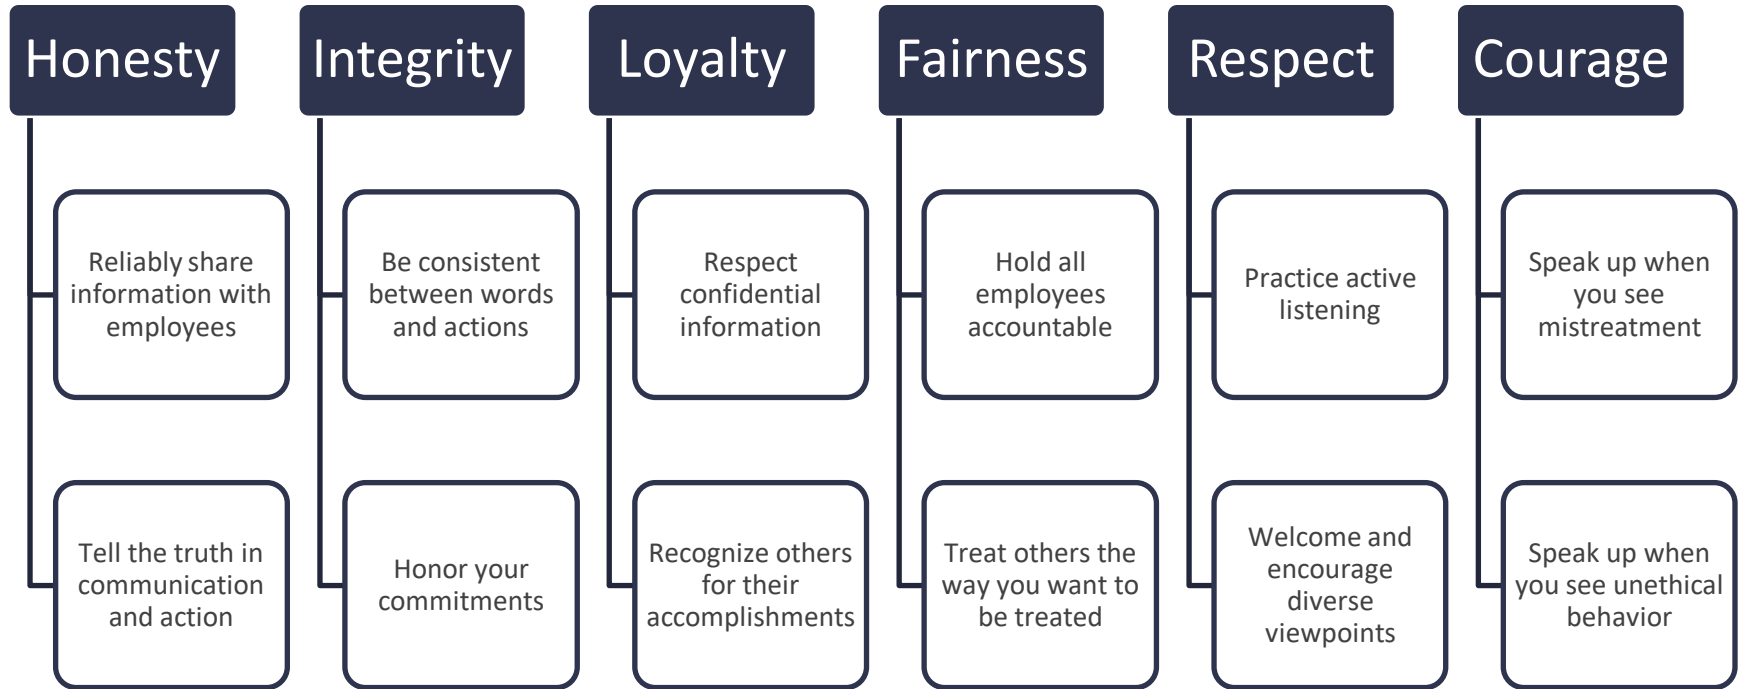 Honesty
Reliably share
information with
employees
Tell the truth in
communication
and action
Integrity
Be consistent
between words
and actions
Honor your
commitments
Loyalty
Respect
confidential
information
Recognize others
for their
accomplishments
Fairness
Hold all
employees
accountable
Treat others the
way you want to
be treated
Respect
Practice active
listening
Welcome and
encourage
diverse
viewpoints
Courage
Speak up when
you see
mistreatment
Speak up when
you see unethical
behavior